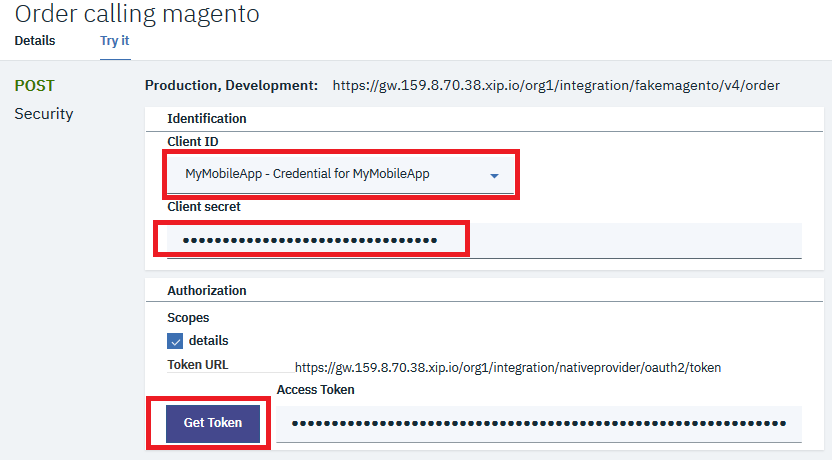 Order calling magento
Details Try it
POST Production, Development: https://gw.159.8.70.38.xip.io/org1/integration/fakemagento/v4/order
Security
Identification
Client ID
MyMobileApp - Credential for MyMobileApp
Client secret
••••••••••••••••••••••••••••••••
Authorization
Scopes
details
Token URL https://gw.159.8.70.38.xip.io/org1/integration/nativeprovider/oauth2/token
Access Token
Get Token ••••••••••••••••••••••••••••••••••••••••••••••••••••••••••••••